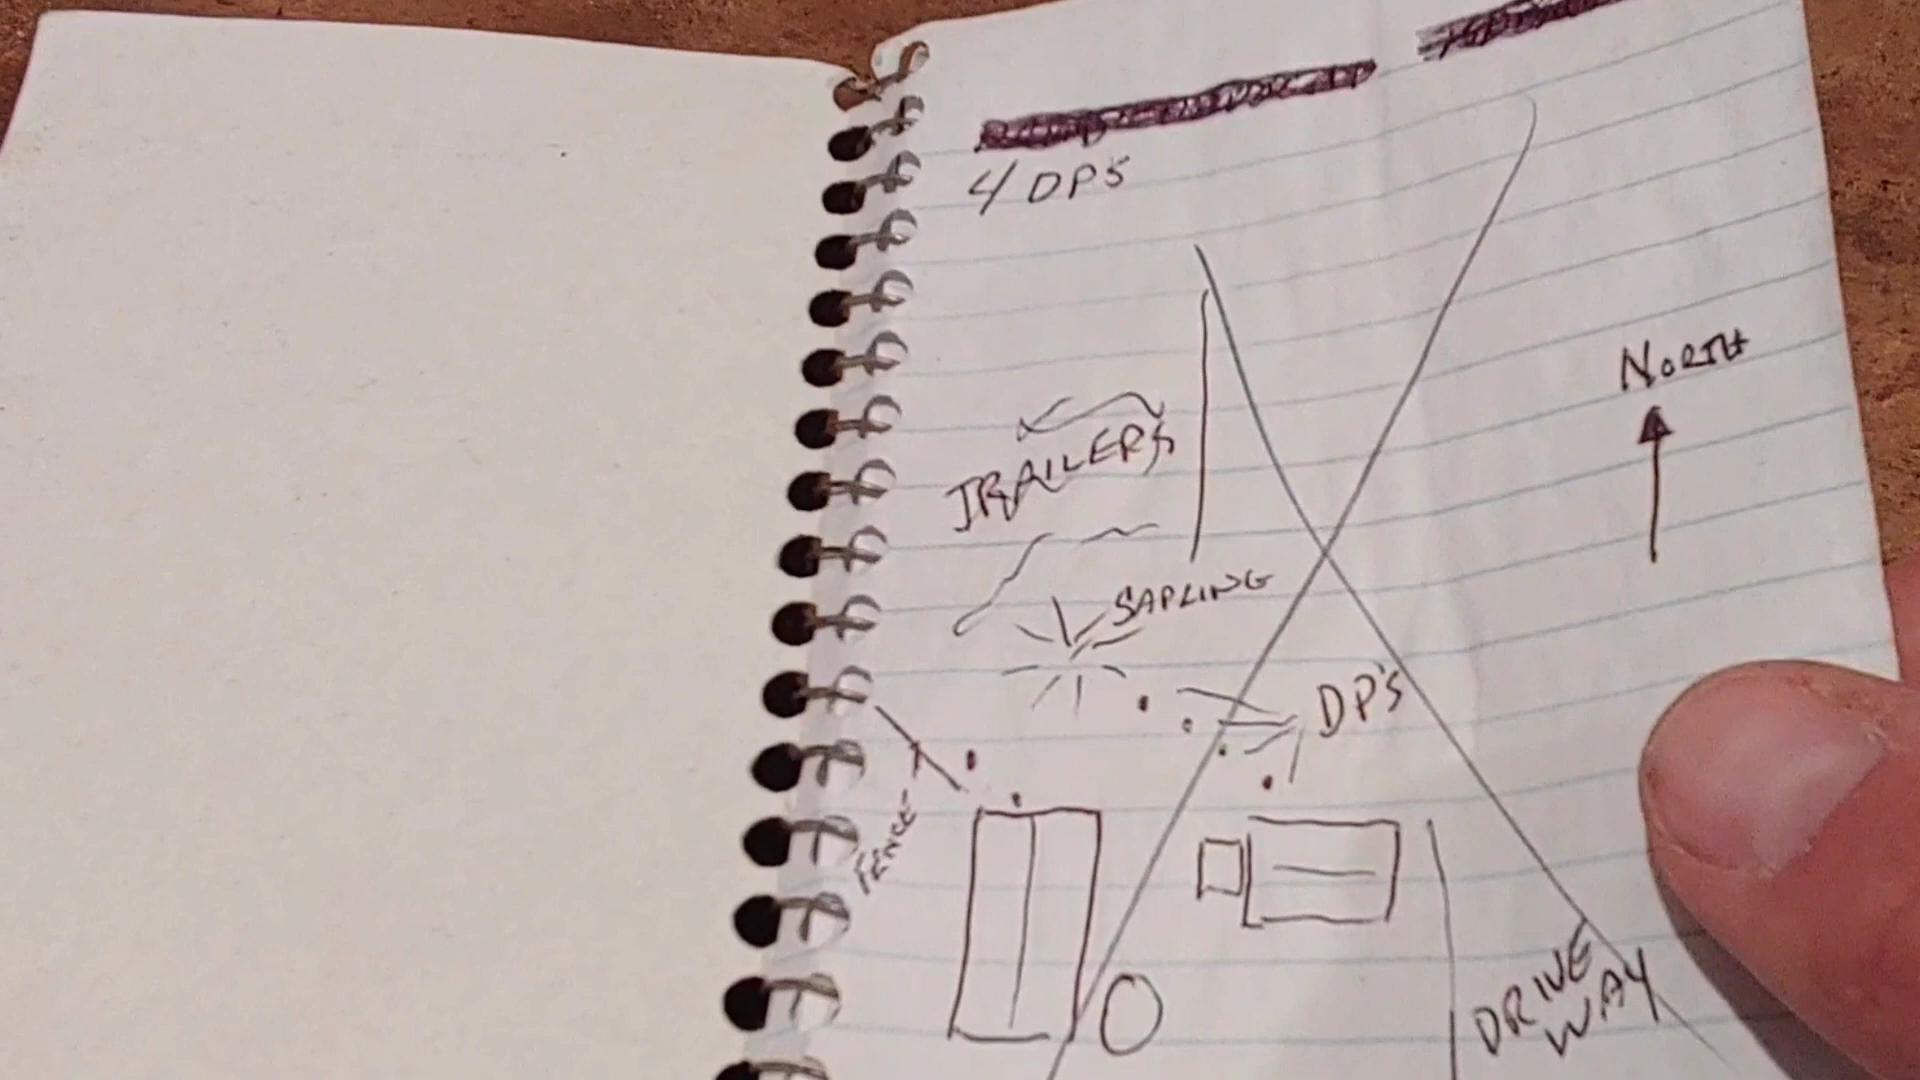 4 DP'S
NORTH
TRAILERS
SAPLING
DP'S
FENCE
DRIVE
WAY